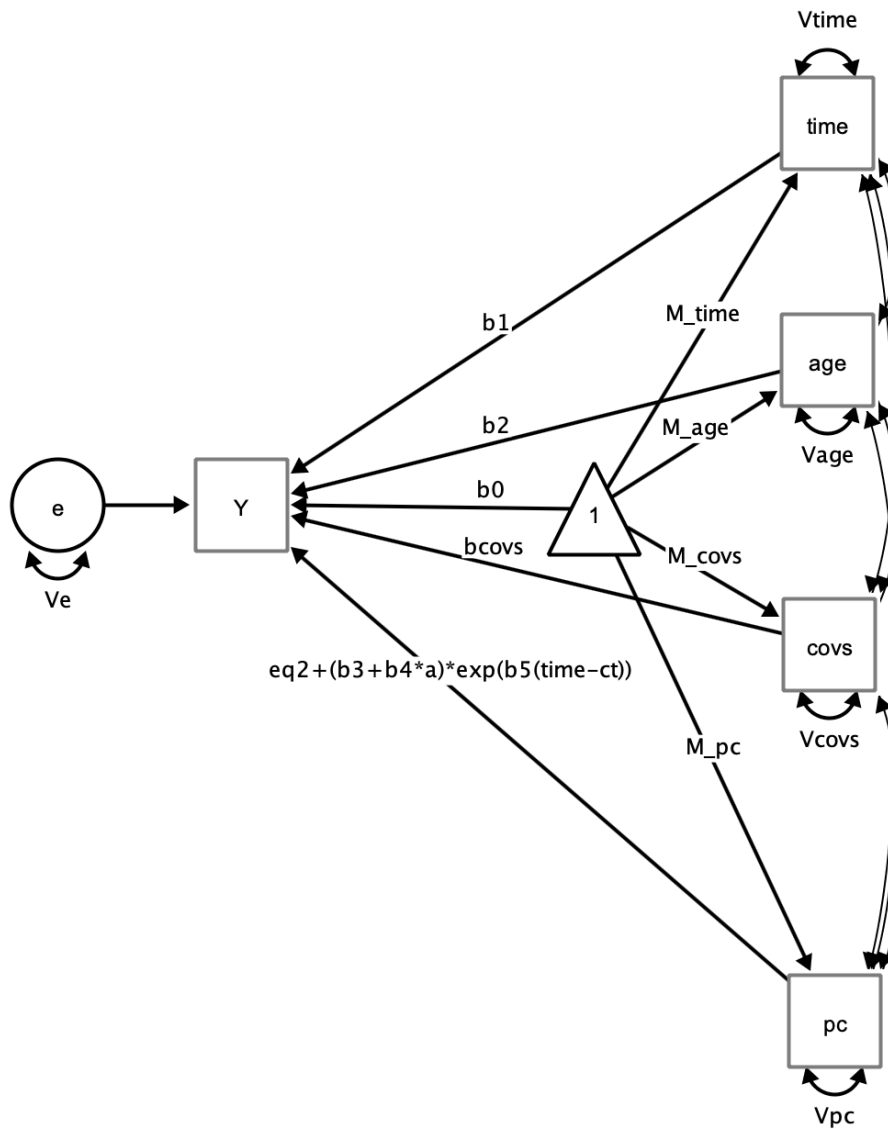 Vtime
time
b1
M_time
age
b2
M_age
Vage
b0
1
e
Y
bcovs
M_covs
Ve
covs
eq2+(b3+b4*a)*exp(b5(time-ct))
Vcovs
M_pc
pc
Vpc